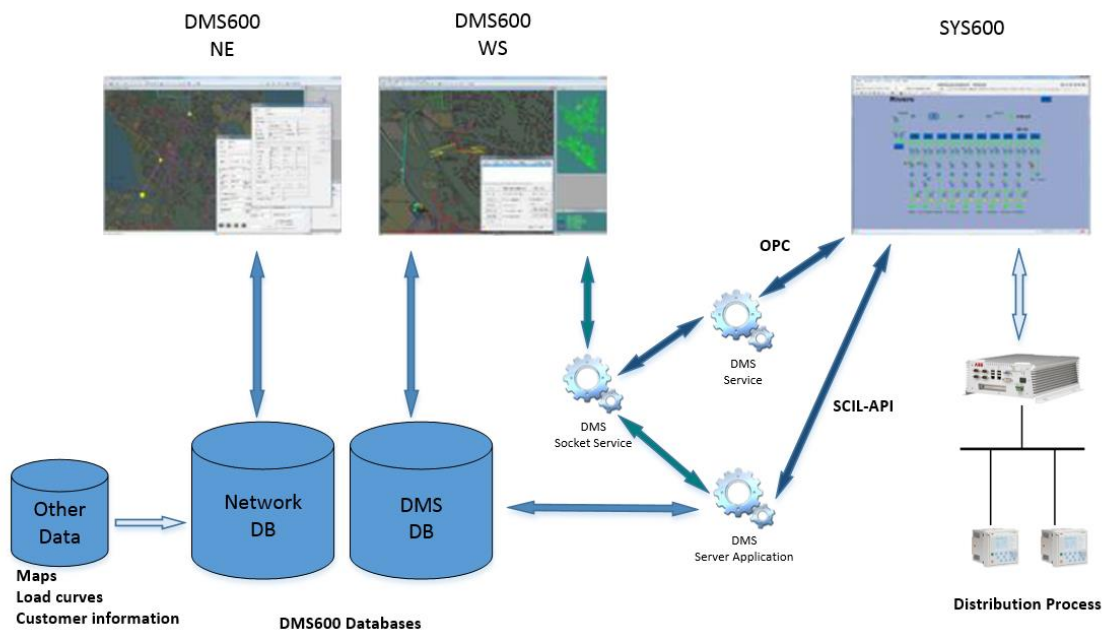 DMS600
NE
DMS600
WS
SYS600
OPC
DMS
Service
SCIL-API
DMS
Socket Service
Other
Data
Network
DB
DMS
DB
DMS
Server Application
Maps
Load curves
Customer information
DMS600 Databases
Distribution Process
ABB